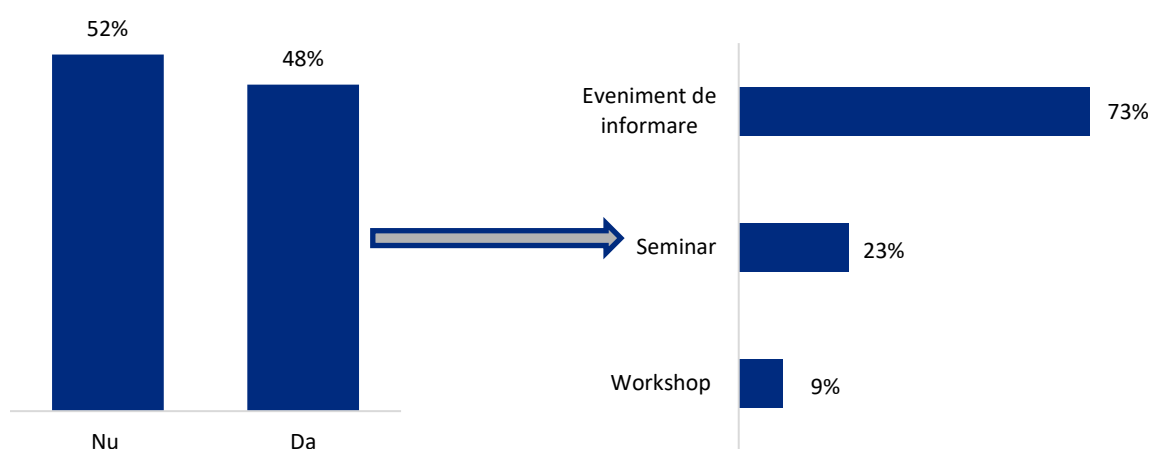 52%
48%
Nu
Da
Eveniment de
informare
73%
Seminar
23%
Workshop
9%